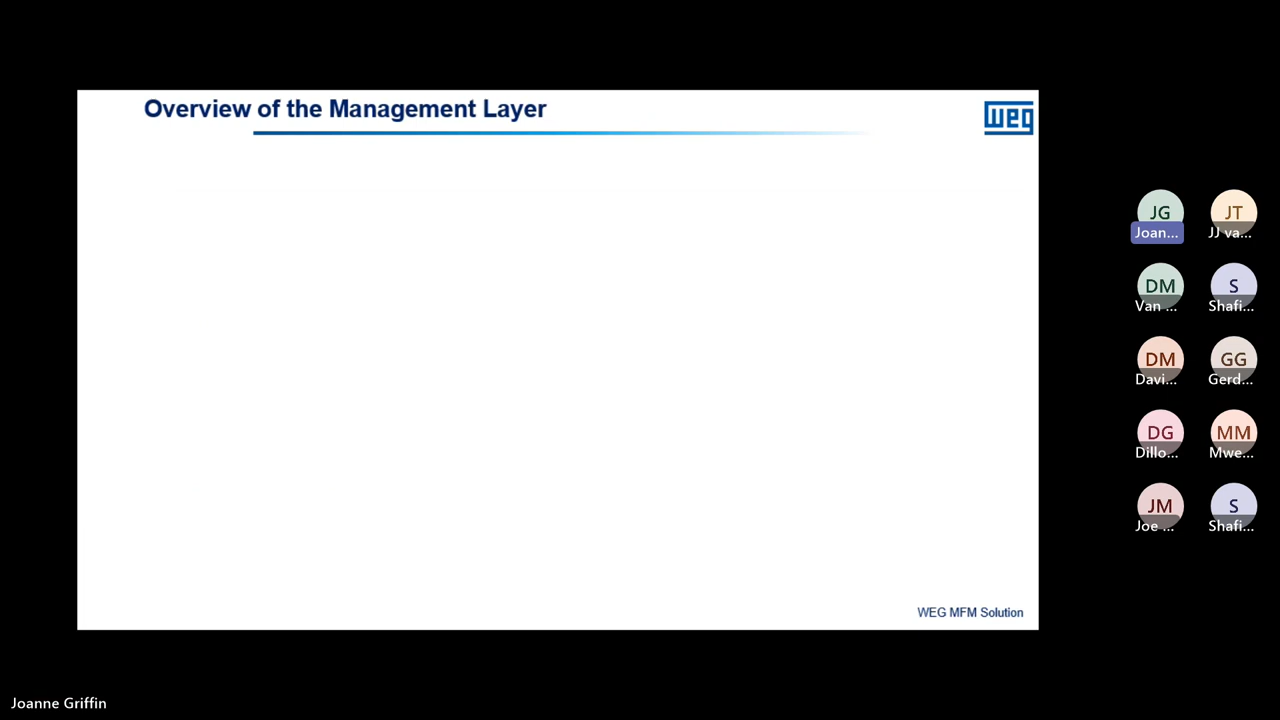 Overview of the Management Layer
weg
JG
JT
Joan...
JJ va...
DM
S
Van ...
Shafi...
DM
GG
Davi...
Gerd...
DG
MM
Dillo...
Mwe...
JM
S
Joe ...
Shafi...
WEG MFM Solution
Joanne Griffin